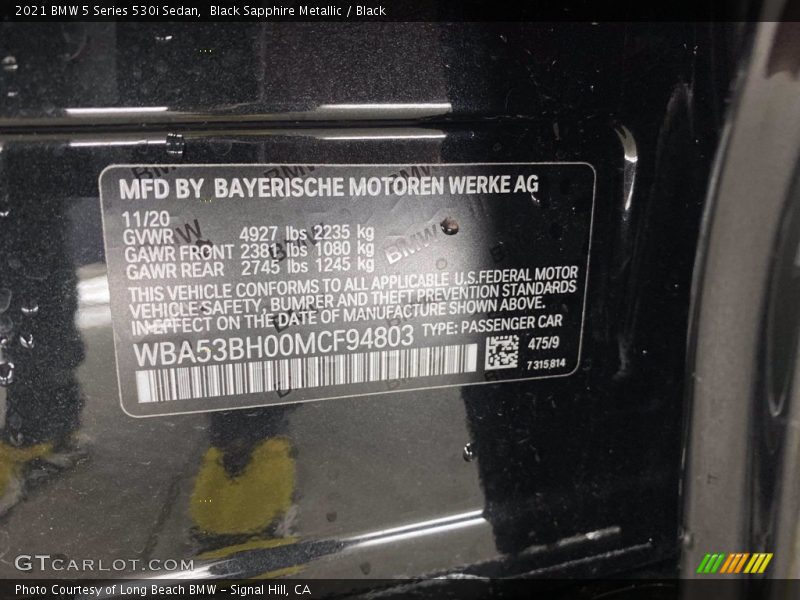 2021 BMW 5 Series 530i Sedan,  Black Sapphire Metallic / Black
MFD BY BAYERISCHE MOTOREN WERKE AG
11/20
GVWR 4927 lbs 2235 kg
GAWR FRONT 2381 lbs 1080 kg
GAWR REAR 2745 lbs 1245 kg
THIS VEHICLE CONFORMS TO ALL APPLICABLE U.S.FEDERAL MOTOR
VEHICLE SAFETY, BUMPER AND THEFT PREVENTION STANDARDS
IN EFFECT ON THE DATE OF MANUFACTURE SHOWN ABOVE.
WBA53BH00MCF94803 TYPE: PASSENGER CAR
475/9
7 315 814
GTCARLOT.COM
Photo Courtesy of Long Beach BMW - Signal Hill, CA